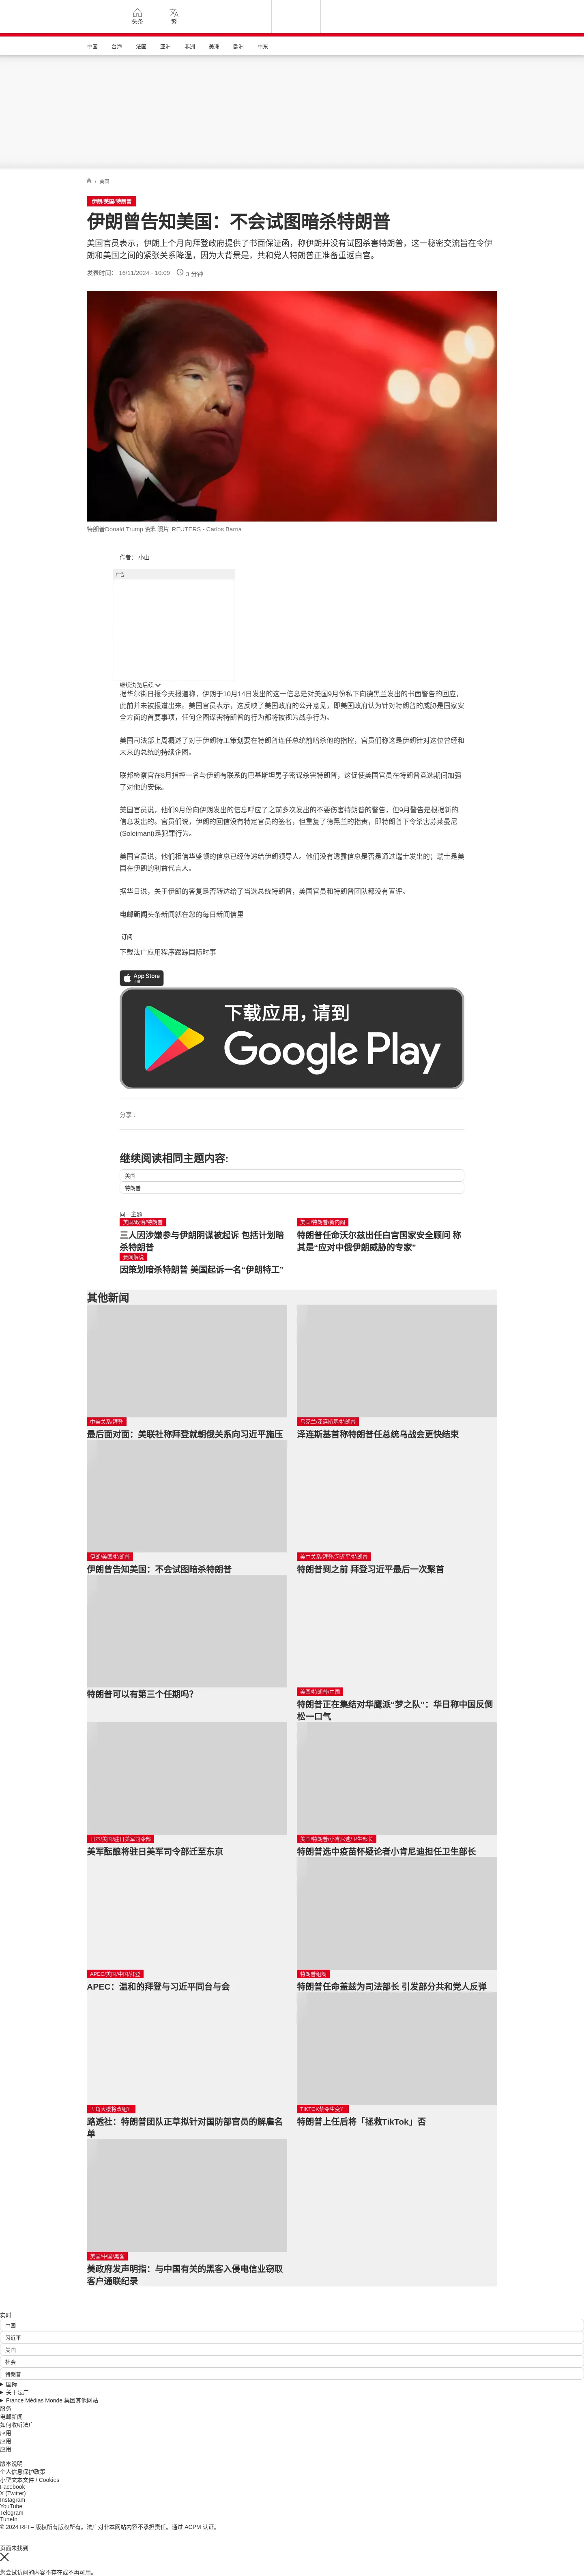 头条
繁
中国
台海
法国
亚洲
非洲
美洲
欧洲
中东
/ 美国
伊朗/美国/特朗普
伊朗曾告知美国：不会试图暗杀特朗普
美国官员表示，伊朗上个月向拜登政府提供了书面保证函，称伊朗并没有试图杀害特朗普，这一秘密交流旨在令伊
朗和美国之间的紧张关系降温，因为大背景是，共和党人特朗普正准备重返白宫。
发表时间： 16/11/2024 - 10:09 3 分钟
特朗普Donald Trump 资料照片 REUTERS - Carlos Barria
作者： 小山
广告
继续浏览后续
据华尔街日报今天报道称，伊朗于10月14日发出的这一信息是对美国9月份私下向德黑兰发出的书面警告的回应，
此前并未被报道出来。美国官员表示，这反映了美国政府的公开意见，即美国政府认为针对特朗普的威胁是国家安
全方面的首要事项，任何企图谋害特朗普的行为都将被视为战争行为。
美国司法部上周概述了对于伊朗特工策划要在特朗普连任总统前暗杀他的指控，官员们称这是伊朗针对这位曾经和
未来的总统的持续企图。
联邦检察官在8月指控一名与伊朗有联系的巴基斯坦男子密谋杀害特朗普，这促使美国官员在特朗普竞选期间加强
了对他的安保。
美国官员说，他们9月份向伊朗发出的信息呼应了之前多次发出的不要伤害特朗普的警告，但9月警告是根据新的
信息发出的。官员们说，伊朗的回信没有特定官员的签名，但重复了德黑兰的指责，即特朗普下令杀害苏莱曼尼
(Soleimani)是犯罪行为。
美国官员说，他们相信华盛顿的信息已经传递给伊朗领导人。他们没有透露信息是否是通过瑞士发出的；瑞士是美
国在伊朗的利益代言人。
据华日说，关于伊朗的答复是否转达给了当选总统特朗普，美国官员和特朗普团队都没有置评。
电邮新闻头条新闻就在您的每日新闻信里
订阅
下载法广应用程序跟踪国际时事
App Store
下载
下载应用，请到
Google Play
分享 :
继续阅读相同主题内容:
美国
特朗普
同一主题
美国/政治/特朗普
三人因涉嫌参与伊朗阴谋被起诉 包括计划暗
杀特朗普
美国/特朗普/新内阁
特朗普任命沃尔兹出任白宫国家安全顾问 称
其是“应对中俄伊朗威胁的专家”
要闻解说
因策划暗杀特朗普 美国起诉一名“伊朗特工”
其他新闻
中美关系/拜登
最后面对面：美联社称拜登就朝俄关系向习近平施压
乌克兰/泽连斯基/特朗普
泽连斯基首称特朗普任总统乌战会更快结束
伊朗/美国/特朗普
伊朗曾告知美国：不会试图暗杀特朗普
美中关系/拜登/习近平/特朗普
特朗普到之前 拜登习近平最后一次聚首
特朗普可以有第三个任期吗？
美国/特朗普/中国
特朗普正在集结对华鹰派“梦之队”：华日称中国反倒
松一口气
日本/美国/驻日美军司令部
美军酝酿将驻日美军司令部迁至东京
美国/特朗普/小肯尼迪/卫生部长
特朗普选中疫苗怀疑论者小肯尼迪担任卫生部长
APEC/美国/中国/拜登
APEC：温和的拜登与习近平同台与会
特朗普组阁
特朗普任命盖兹为司法部长 引发部分共和党人反弹
五角大楼将改组?
路透社：特朗普团队正草拟针对国防部官员的解雇名
单
TIKTOK禁令生变？
特朗普上任后将「拯救TikTok」否
美国/中国/黑客
美政府发声明指：与中国有关的黑客入侵电信业窃取
客户通联纪录
实时
中国
习近平
美国
社会
特朗普
国际
关于法广
France Médias Monde 集团其他网站
服务
电邮新闻
如何收听法广
应用
应用
应用
版本说明
个人信息保护政策
小型文本文件 / Cookies
Facebook
X (Twitter)
Instagram
YouTube
Telegram
TuneIn
© 2024 RFI – 版权所有版权所有。法广对非本网站内容不承担责任。通过 ACPM 认证。
页面未找到
您尝试访问的内容不存在或不再可用。